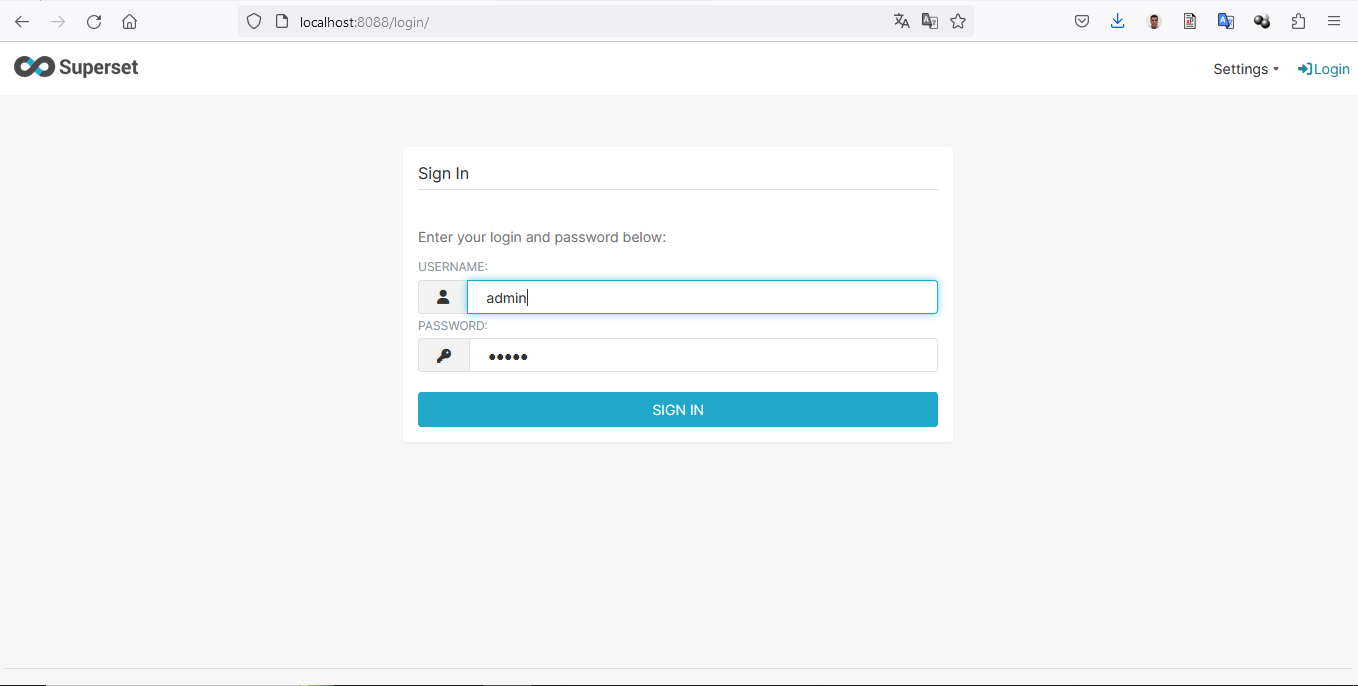 localhost:8088/login/
Superset
Settings
Login
Sign In
Enter your login and password below:
USERNAME:
admin
PASSWORD:
•••••
SIGN IN